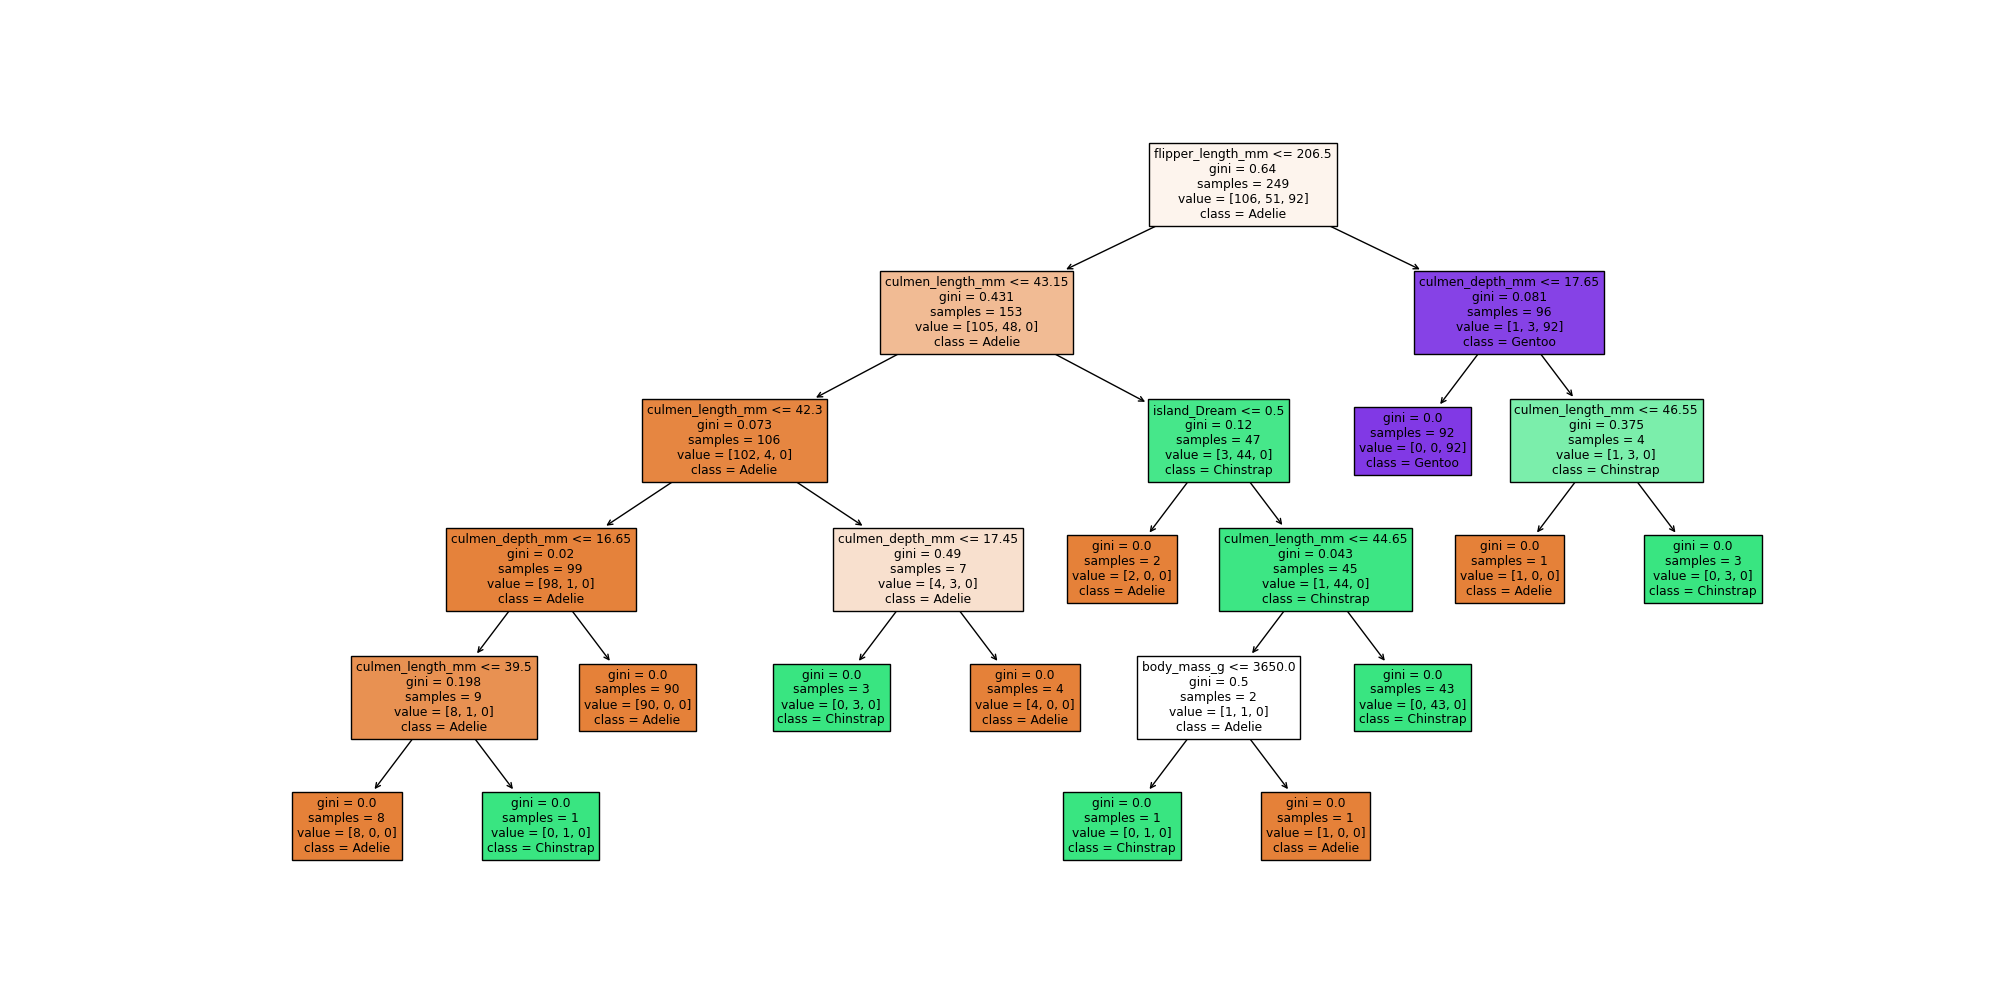 flipper_length_mm <= 206.5
gini = 0.64
samples = 249
value = [106, 51, 92]
class = Adelie
culmen_length_mm <= 43.15
gini = 0.431
samples = 153
value = [105, 48, 0]
class = Adelie
culmen_depth_mm <= 17.65
gini = 0.081
samples = 96
value = [1, 3, 92]
class = Gentoo
culmen_length_mm <= 42.3
gini = 0.073
samples = 106
value = [102, 4, 0]
class = Adelie
island_Dream <= 0.5
gini = 0.12
samples = 47
value = [3, 44, 0]
class = Chinstrap
gini = 0.0
samples = 92
value = [0, 0, 92]
class = Gentoo
culmen_length_mm <= 46.55
gini = 0.375
samples = 4
value = [1, 3, 0]
class = Chinstrap
culmen_depth_mm <= 16.65
gini = 0.02
samples = 99
value = [98, 1, 0]
class = Adelie
culmen_depth_mm <= 17.45
gini = 0.49
samples = 7
value = [4, 3, 0]
class = Adelie
gini = 0.0
samples = 2
value = [2, 0, 0]
class = Adelie
culmen_length_mm <= 44.65
gini = 0.043
samples = 45
value = [1, 44, 0]
class = Chinstrap
gini = 0.0
samples = 1
value = [1, 0, 0]
class = Adelie
gini = 0.0
samples = 3
value = [0, 3, 0]
class = Chinstrap
culmen_length_mm <= 39.5
gini = 0.198
samples = 9
value = [8, 1, 0]
class = Adelie
gini = 0.0
samples = 90
value = [90, 0, 0]
class = Adelie
gini = 0.0
samples = 3
value = [0, 3, 0]
class = Chinstrap
gini = 0.0
samples = 4
value = [4, 0, 0]
class = Adelie
body_mass_g <= 3650.0
gini = 0.5
samples = 2
value = [1, 1, 0]
class = Adelie
gini = 0.0
samples = 43
value = [0, 43, 0]
class = Chinstrap
gini = 0.0
samples = 8
value = [8, 0, 0]
class = Adelie
gini = 0.0
samples = 1
value = [0, 1, 0]
class = Chinstrap
gini = 0.0
samples = 1
value = [0, 1, 0]
class = Chinstrap
gini = 0.0
samples = 1
value = [1, 0, 0]
class = Adelie